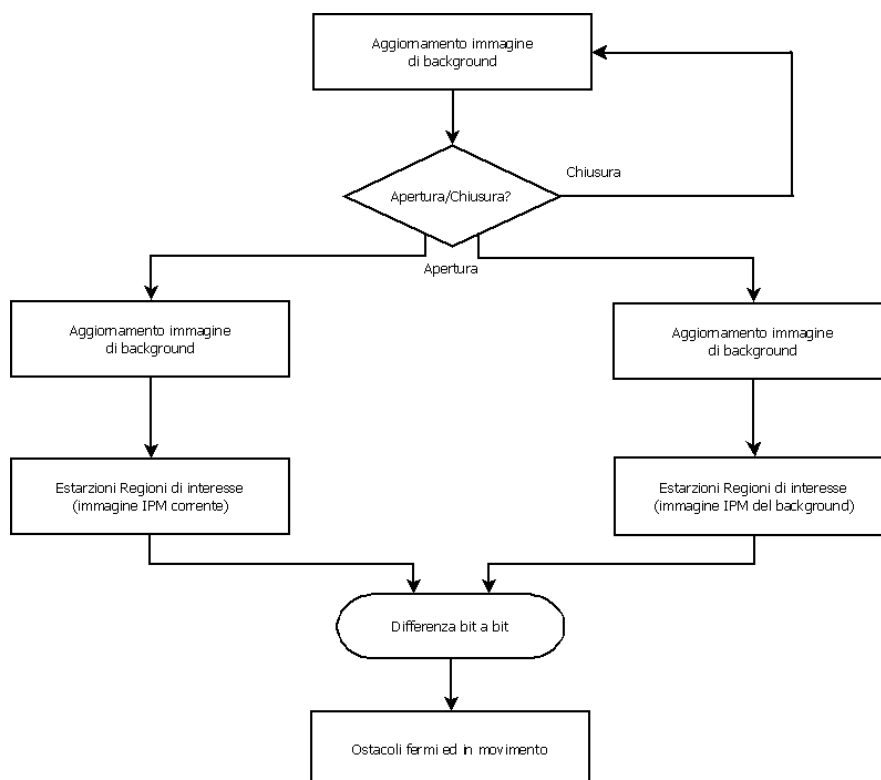 Aggiornamento immagine
di background
Chiusura
Apertura/Chiusura?
Apertura
Aggiornamento immagine
di background
Aggiornamento immagine
di background
Estarzioni Regioni di interesse
(immagine IPM corrente)
Estarzioni Regioni di interesse
(immagine IPM del background)
Differenza bit a bit
Ostacoli fermi ed in movimento